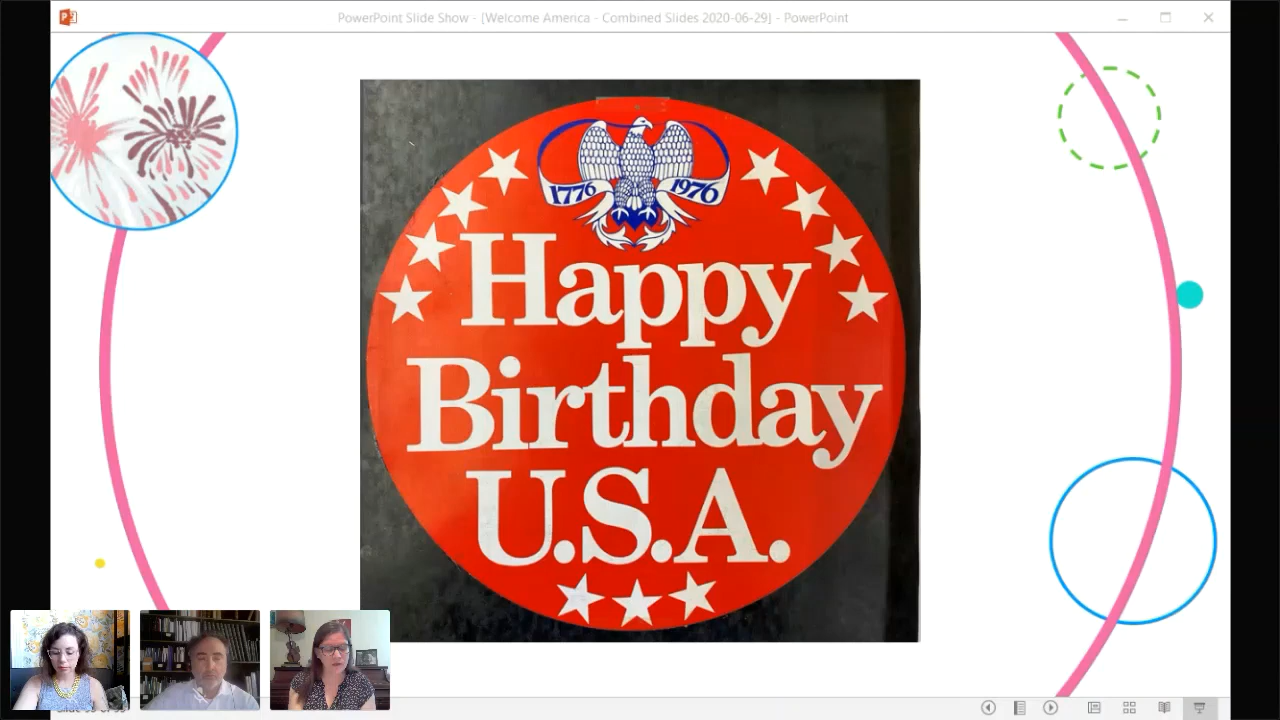 PowerPoint Slide Show - [Welcome America - Combined Slides 2020-06-29] - PowerPoint
1776 1976
Happy
Birthday
U.S.A.